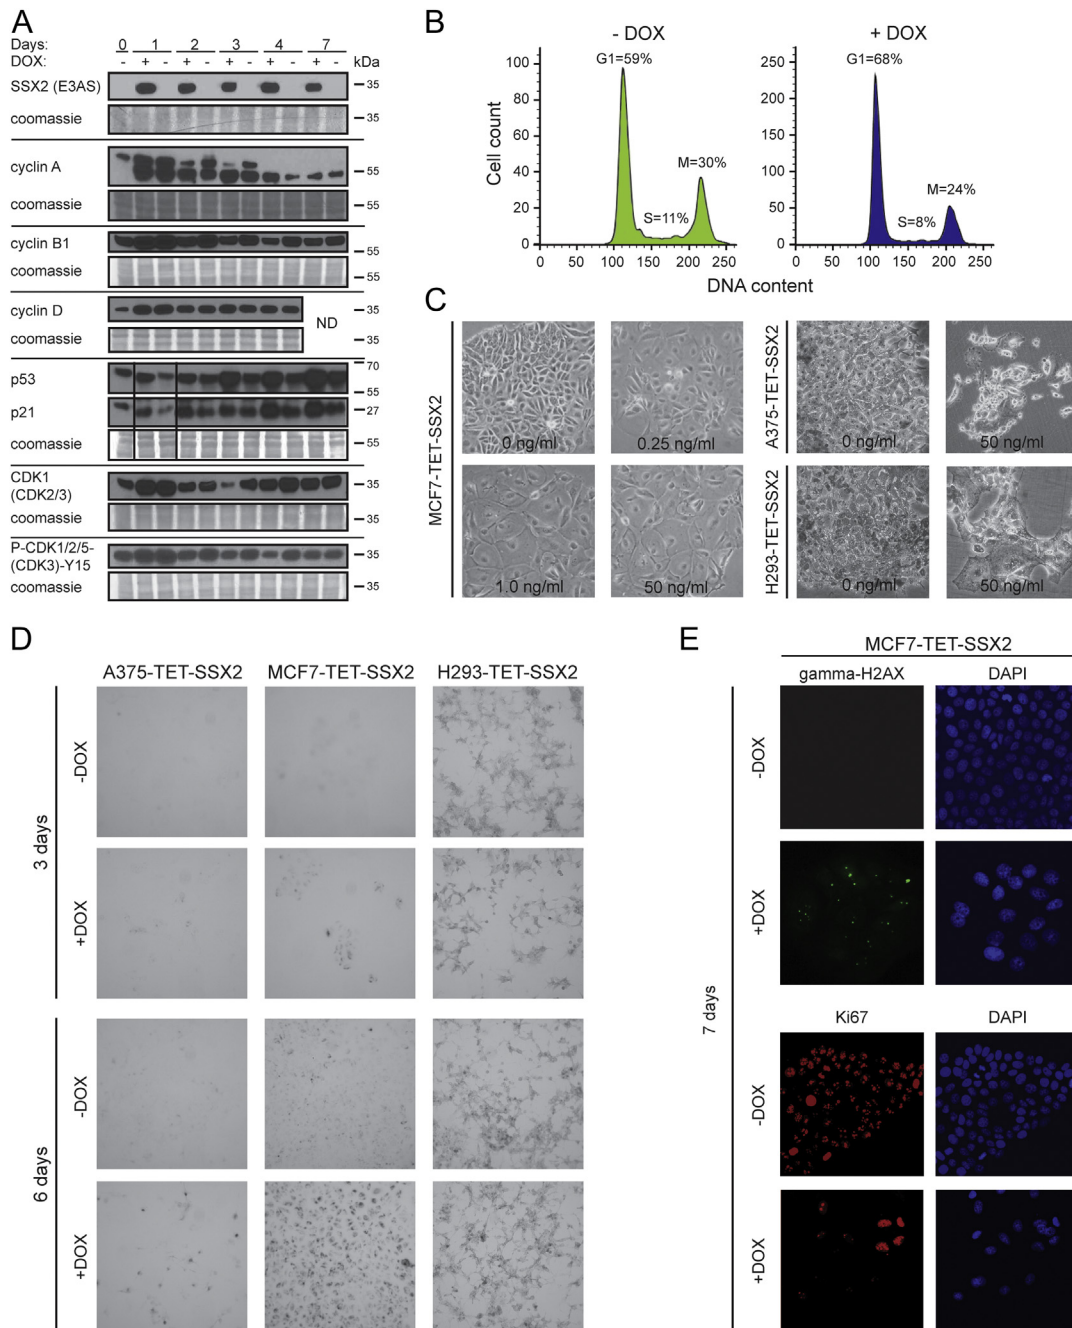 A
Days: 0 1 2 3 4 7
DOX: - + - + - + - + - + - kDa
SSX2 (E3AS) 35
coomassie 35
cyclin A 55
coomassie 55
cyclin B1 55
coomassie 55
cyclin D 35
ND
coomassie 35
70
p53 55
p21 27
coomassie 55
CDK1
(CDK2/3) 35
coomassie 35
P-CDK1/2/5-
(CDK3)-Y15 35
coomassie 35
B
- DOX
G1=59%
M=30%
S=11%
Cell count
100
80
60
40
20
0
0 50 100 150 200 250
+ DOX
G1=68%
M=24%
S=8%
250
200
150
100
50
0
0 50 100 150 200 250
DNA content
C
MCF7-TET-SSX2
0 ng/ml
0.25 ng/ml
1.0 ng/ml
50 ng/ml
A375-TET-SSX2
0 ng/ml
50 ng/ml
H293-TET-SSX2
0 ng/ml
50 ng/ml
D
A375-TET-SSX2 MCF7-TET-SSX2 H293-TET-SSX2
3 days
-DOX
+DOX
6 days
-DOX
+DOX
E
MCF7-TET-SSX2
gamma-H2AX DAPI
7 days
-DOX
+DOX
Ki67 DAPI
-DOX
+DOX